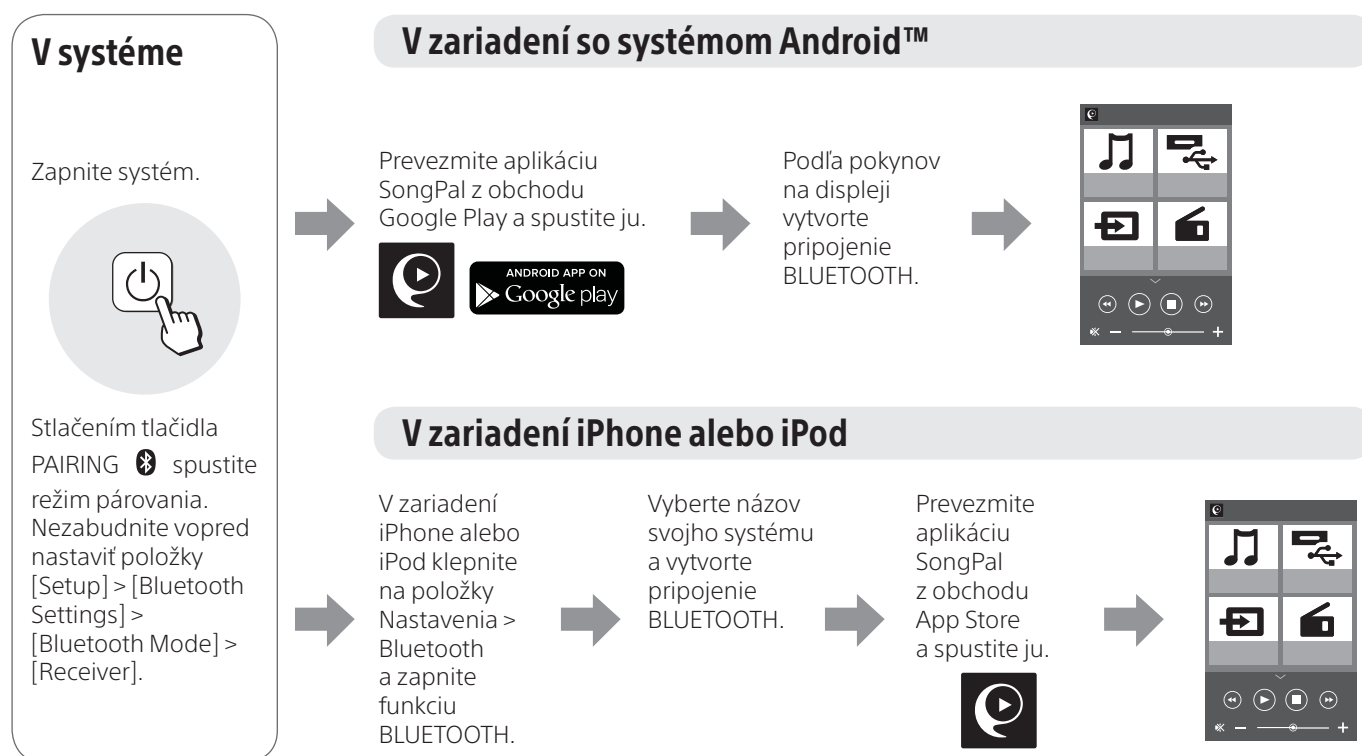 V systéme
Zapnite systém.
Stlačením tlačidla
PAIRING spustite
režim párovania.
Nezabudnite vopred
nastaviť položky
[Setup] > [Bluetooth
Settings] >
[Bluetooth Mode] >
[Receiver].
V zariadení so systémom Android™
Prevezmite aplikáciu
SongPal z obchodu
Google Play a spustite ju.
ANDROID APP ON
Google play
Podľa pokynov
na displeji
vytvorte
pripojenie
BLUETOOTH.
V zariadení iPhone alebo iPod
V zariadení
iPhone alebo
iPod klepnite
na položky
Nastavenia >
Bluetooth
a zapnite
funkciu
BLUETOOTH.
Vyberte názov
svojho systému
a vytvorte
pripojenie
BLUETOOTH.
Prevezmite
aplikáciu
SongPal
z obchodu
App Store
a spustite ju.